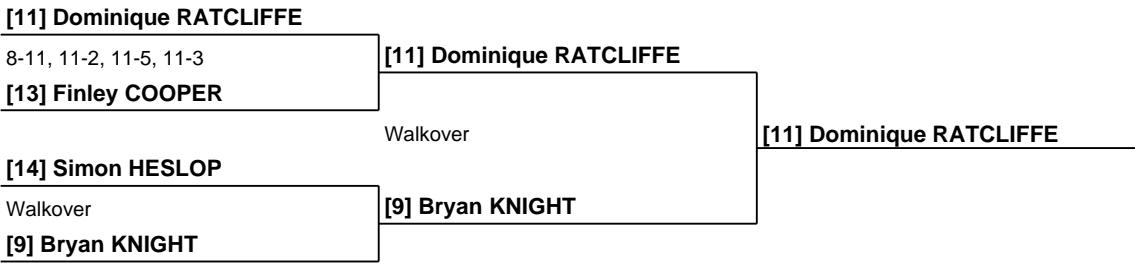 [11] Dominique RATCLIFFE
8-11, 11-2, 11-5, 11-3
[11] Dominique RATCLIFFE
[13] Finley COOPER
Walkover
[11] Dominique RATCLIFFE
[14] Simon HESLOP
Walkover
[9] Bryan KNIGHT
[9] Bryan KNIGHT